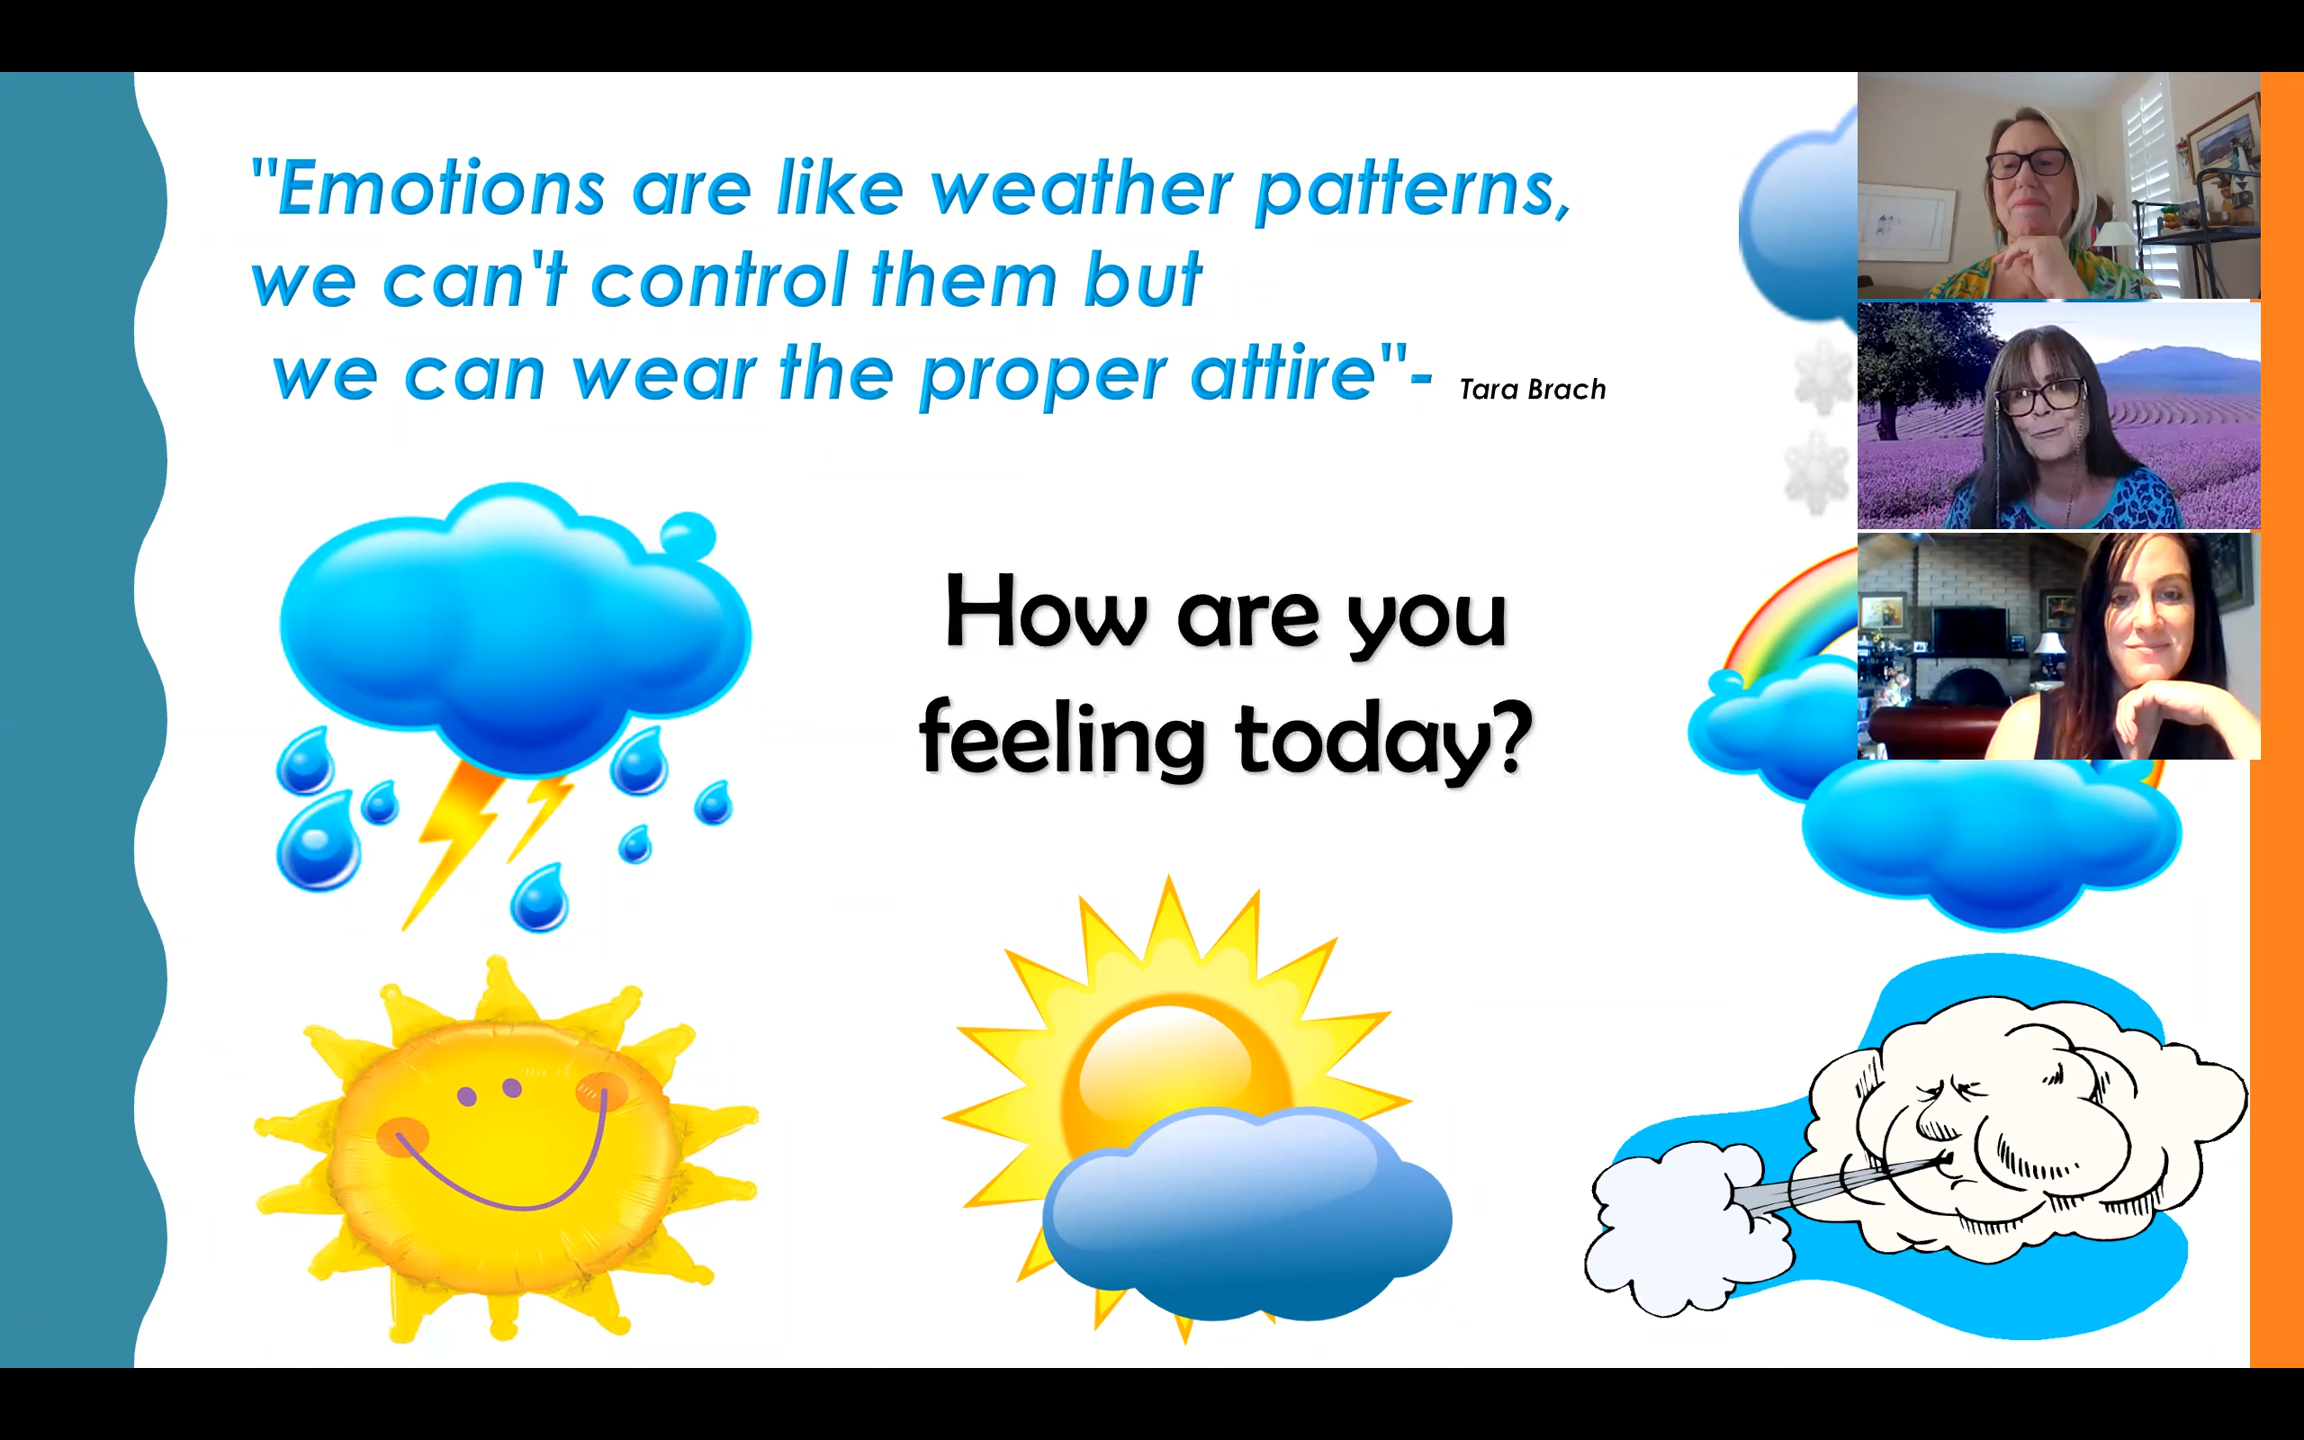 "Emotions are like weather patterns,
we can't control them but
we can wear the proper attire"- Tara Brach
How are you
feeling today?